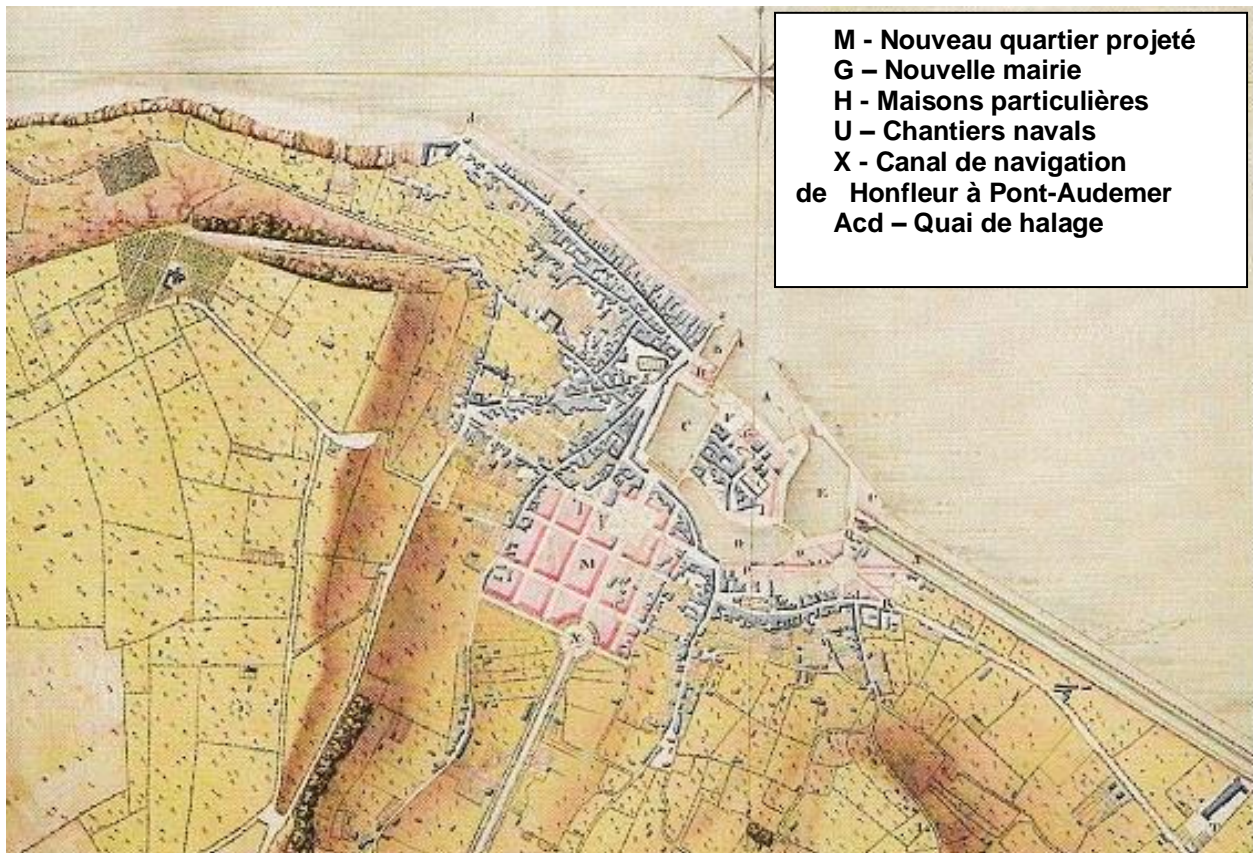 M - Nouveau quartier projeté
G – Nouvelle mairie
H - Maisons particulières
U – Chantiers navals
X - Canal de navigation
de Honfleur à Pont-Audemer
Acd – Quai de halage
A
C
G
E
M